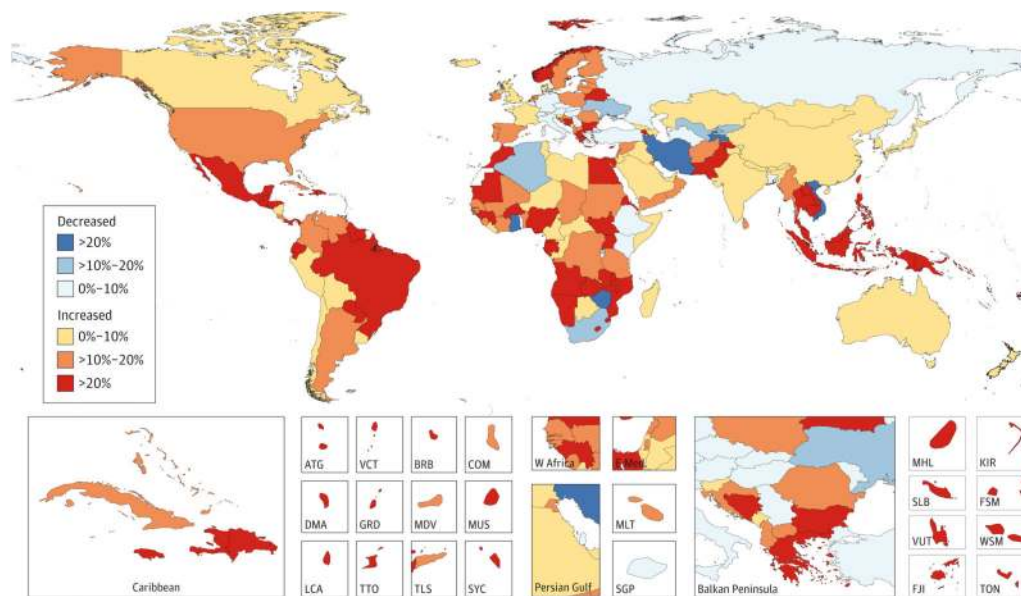 Decreased
>20%
>10%–20%
0%–10%
Increased
0%–10%
>10%–20%
>20%
Caribbean
ATG
VCT
BRB
COM
DMA
GRD
MDV
MUS
LCA
TTO
TLS
SYC
W Africa
E Med.
Persian Gulf
MLT
SGP
Balkan Peninsula
MHL
KIR
SLB
FSM
VUT
WSM
FJI
TON